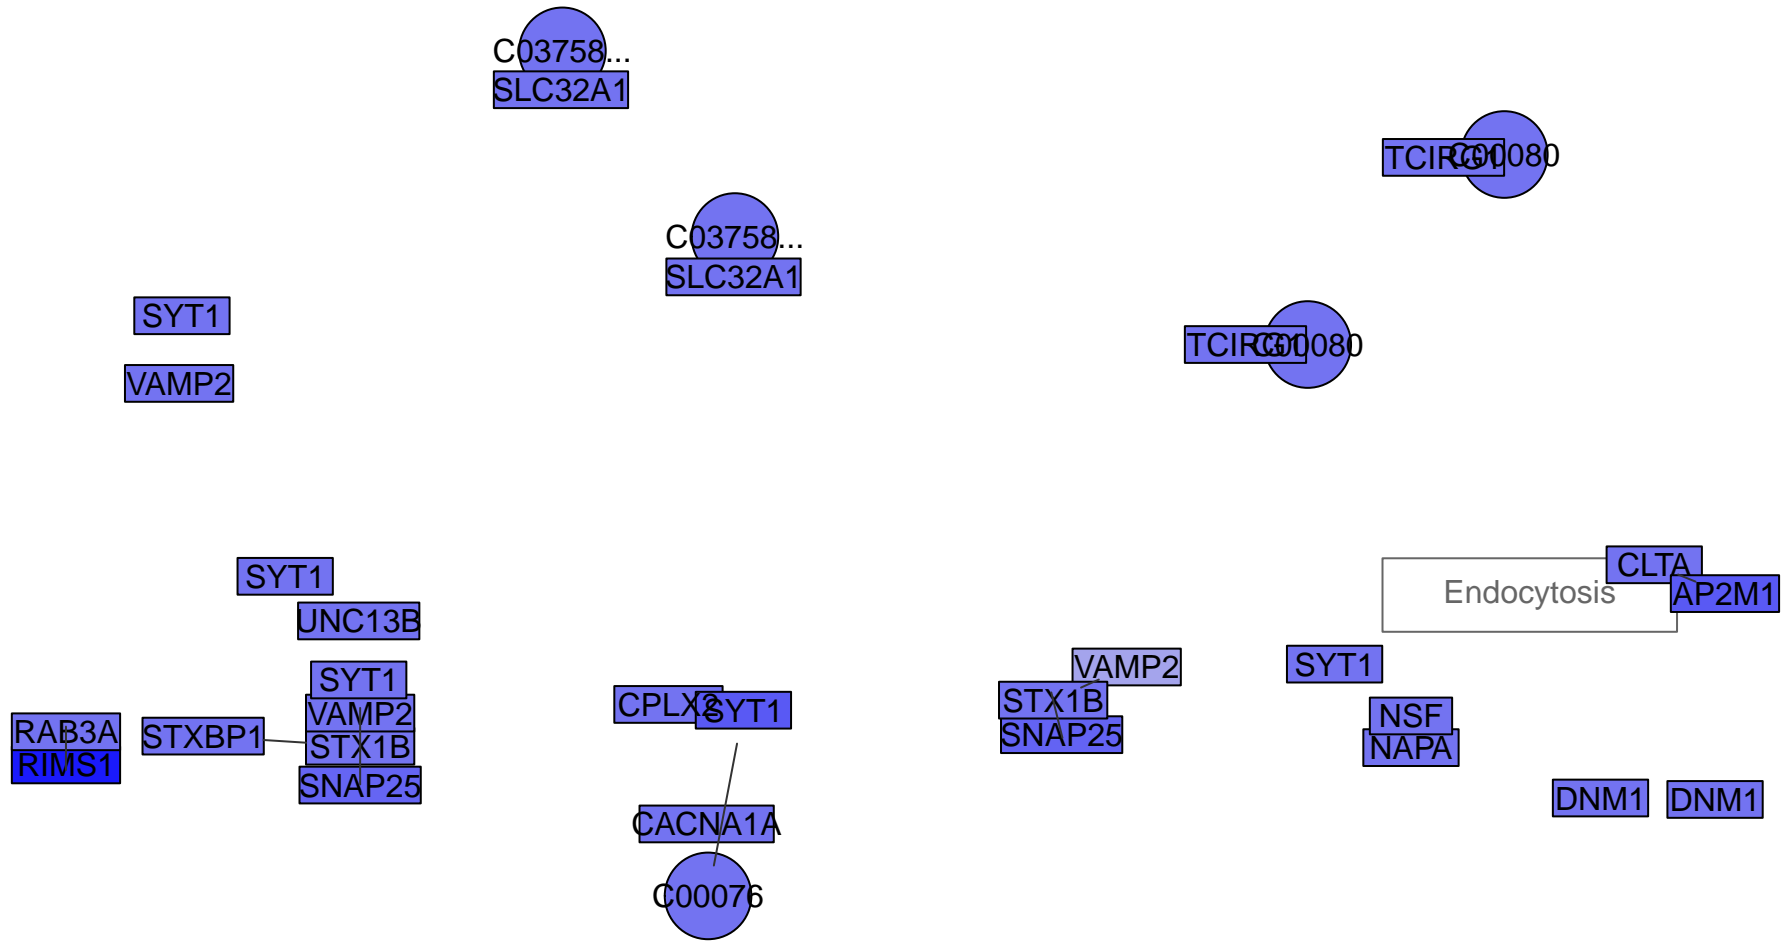 C03758...
SLC32A1
TCIRG1
C00080
C03758...
SLC32A1
SYT1
TCIRG1
C00080
VAMP2
SYT1
CLTA
Endocytosis
AP2M1
UNC13B
SYT1
VAMP2
SYT1
CPLX2
SYT1
STX1B
VAMP2
NSF
RAB3A
STXBP1
STX1B
SNAP25
NAPA
RIMS1
SNAP25
DNM1
DNM1
CACNA1A
C00076